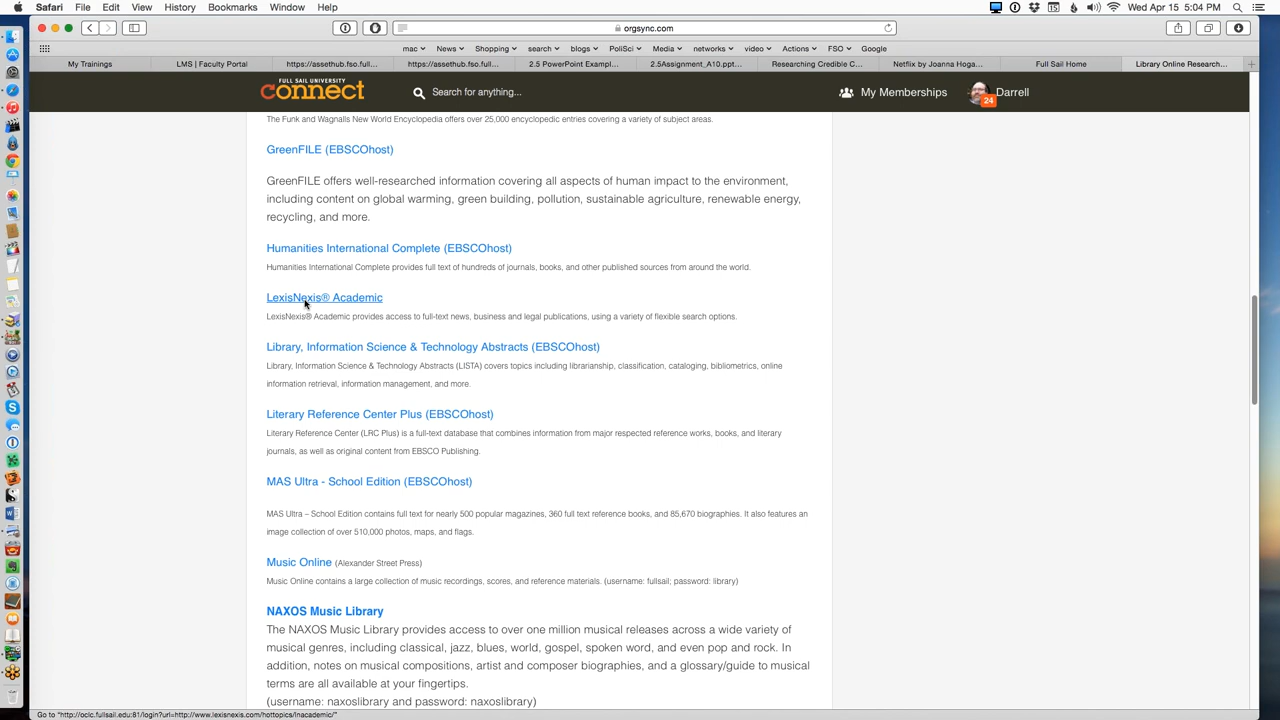 Safari File Edit View History Bookmarks Window Help Wed Apr 15 5:04 PM
orgsync.com
mac News Shopping search blogs PoliSci Media networks video Actions FSO Google
My Trainings LMS | Faculty Portal https://assethub.fso.full... https://assethub.fso.full... 2.5 PowerPoint Exampl... 2.5Assignment_A10.ppt... Researching Credible C... Netflix by Joanna Hoga... Full Sail Home Library Online Research...
FULL SAIL UNIVERSITY
connect Search for anything... My Memberships 24 Darrell
The Funk and Wagnalls New World Encyclopedia offers over 25,000 encyclopedic entries covering a variety of subject areas.
GreenFILE (EBSCOhost)
GreenFILE offers well-researched information covering all aspects of human impact to the environment,
including content on global warming, green building, pollution, sustainable agriculture, renewable energy,
recycling, and more.
Humanities International Complete (EBSCOhost)
Humanities International Complete provides full text of hundreds of journals, books, and other published sources from around the world.
LexisNexis® Academic
LexisNexis® Academic provides access to full-text news, business and legal publications, using a variety of flexible search options.
Library, Information Science & Technology Abstracts (EBSCOhost)
Library, Information Science & Technology Abstracts (LISTA) covers topics including librarianship, classification, cataloging, bibliometrics, online
information retrieval, information management, and more.
Literary Reference Center Plus (EBSCOhost)
Literary Reference Center (LRC Plus) is a full-text database that combines information from major respected reference works, books, and literary
journals, as well as original content from EBSCO Publishing.
MAS Ultra - School Edition (EBSCOhost)
MAS Ultra – School Edition contains full text for nearly 500 popular magazines, 360 full text reference books, and 85,670 biographies. It also features an
image collection of over 510,000 photos, maps, and flags.
Music Online (Alexander Street Press)
Music Online contains a large collection of music recordings, scores, and reference materials. (username: fullsail; password: library)
NAXOS Music Library
The NAXOS Music Library provides access to over one million musical releases across a wide variety of
musical genres, including classical, jazz, blues, world, gospel, spoken word, and even pop and rock. In
addition, notes on musical compositions, artist and composer biographies, and a glossary/guide to musical
terms are all available at your fingertips.
(username: naxoslibrary and password: naxoslibrary)
Go to "http://oclc.fullsail.edu:81/login?url=http://www.lexisnexis.com/hottopics/lnacademic/"